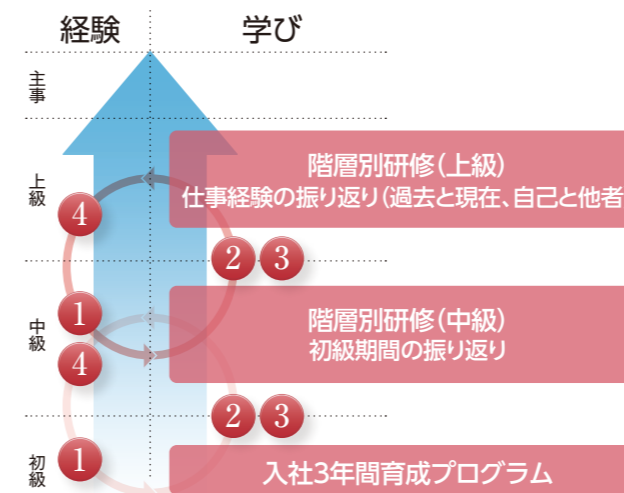 経験 学び
主事
上級
階層別研修（上級）
仕事経験の振り返り（過去と現在、自己と他者
4
2 3
中級
1
階層別研修（中級）
初級期間の振り返り
4
2 3
初級
1
入社3年間育成プログラム